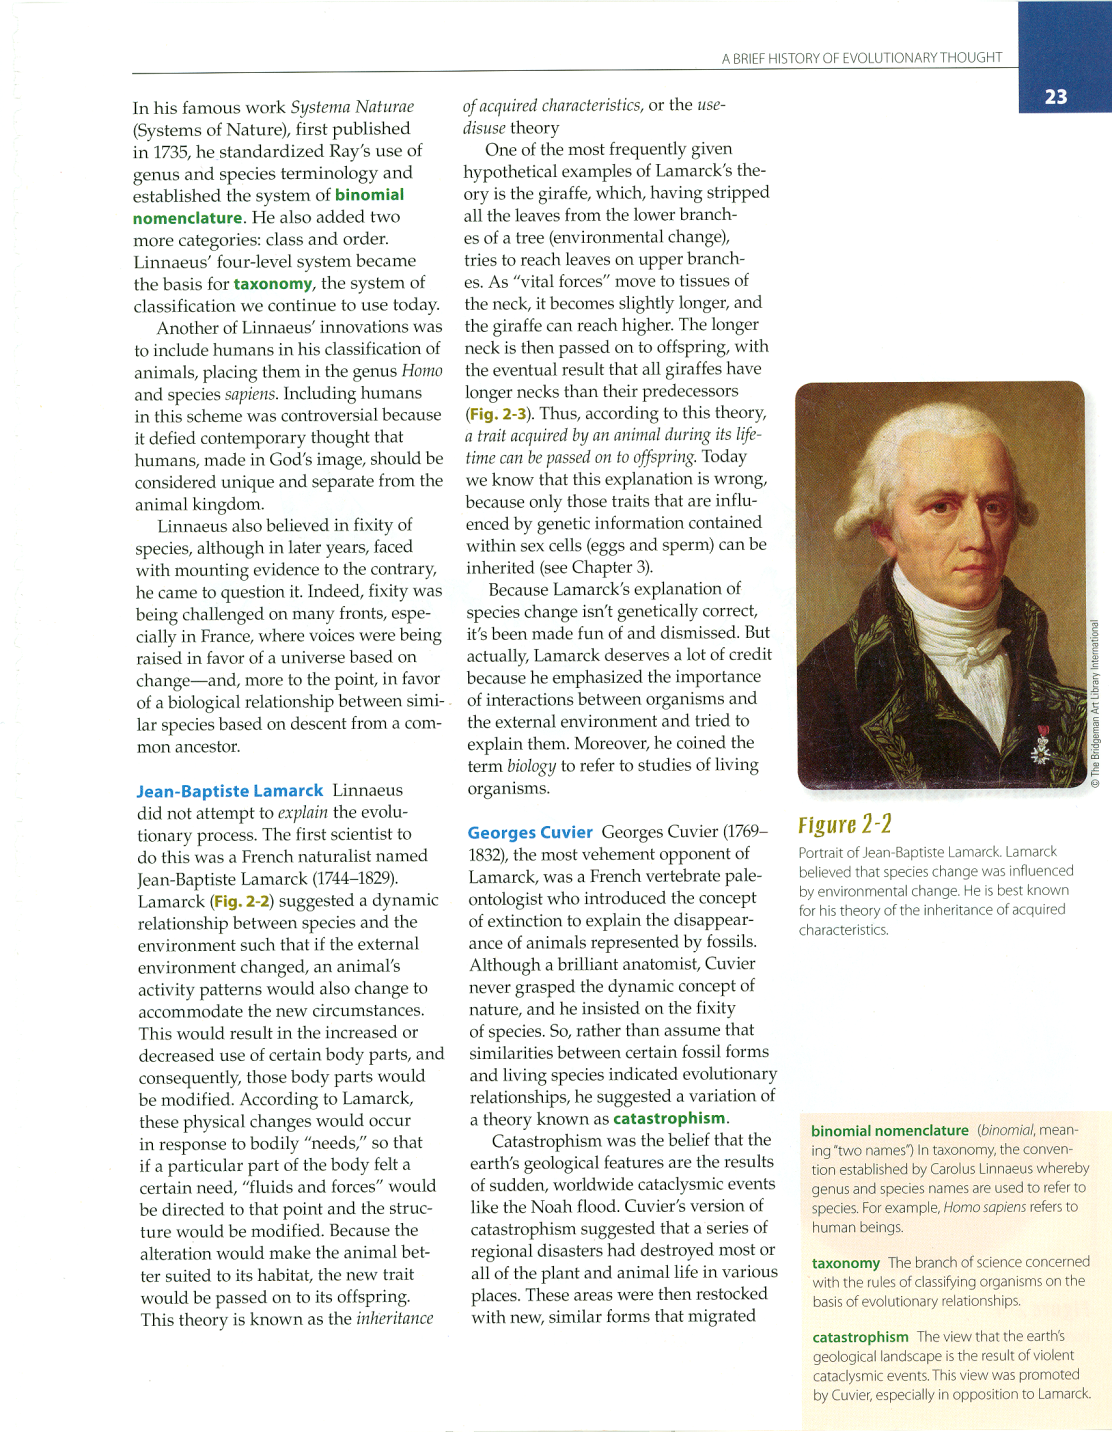 A BRIEF HISTORY OF EVOLUTIONARY THOUGHT
23
In his famous work Systema Naturae
(Systems of Nature), first published
in 1735, he standardized Ray's use of
genus and species terminology and
established the system of binomial
nomenclature. He also added two
more categories: class and order.
Linnaeus' four-level system became
the basis for taxonomy, the system of
classification we continue to use today.
Another of Linnaeus' innovations was
to include humans in his classification of
animals, placing them in the genus Homo
and species sapiens. Including humans
in this scheme was controversial because
it defied contemporary thought that
humans, made in God's image, should be
considered unique and separate from the
animal kingdom.
Linnaeus also believed in fixity of
species, although in later years, faced
with mounting evidence to the contrary,
he came to question it. Indeed, fixity was
being challenged on many fronts, espe-
cially in France, where voices were being
raised in favor of a universe based on
change—and, more to the point, in favor
of a biological relationship between simi-
lar species based on descent from a com-
mon ancestor.
Jean-Baptiste Lamarck Linnaeus
did not attempt to explain the evolu-
tionary process. The first scientist to
do this was a French naturalist named
Jean-Baptiste Lamarck (1744–1829).
Lamarck (Fig. 2-2) suggested a dynamic
relationship between species and the
environment such that if the external
environment changed, an animal's
activity patterns would also change to
accommodate the new circumstances.
This would result in the increased or
decreased use of certain body parts, and
consequently, those body parts would
be modified. According to Lamarck,
these physical changes would occur
in response to bodily "needs," so that
if a particular part of the body felt a
certain need, "fluids and forces" would
be directed to that point and the struc-
ture would be modified. Because the
alteration would make the animal bet-
ter suited to its habitat, the new trait
would be passed on to its offspring.
This theory is known as the inheritance
of acquired characteristics, or the use-
disuse theory
One of the most frequently given
hypothetical examples of Lamarck's the-
ory is the giraffe, which, having stripped
all the leaves from the lower branch-
es of a tree (environmental change),
tries to reach leaves on upper branch-
es. As "vital forces" move to tissues of
the neck, it becomes slightly longer, and
the giraffe can reach higher. The longer
neck is then passed on to offspring, with
the eventual result that all giraffes have
longer necks than their predecessors
(Fig. 2-3). Thus, according to this theory,
a trait acquired by an animal during its life-
time can be passed on to offspring. Today
we know that this explanation is wrong,
because only those traits that are influ-
enced by genetic information contained
within sex cells (eggs and sperm) can be
inherited (see Chapter 3).
Because Lamarck's explanation of
species change isn't genetically correct,
it's been made fun of and dismissed. But
actually, Lamarck deserves a lot of credit
because he emphasized the importance
of interactions between organisms and
the external environment and tried to
explain them. Moreover, he coined the
term biology to refer to studies of living
organisms.
Georges Cuvier Georges Cuvier (1769–
1832), the most vehement opponent of
Lamarck, was a French vertebrate pale-
ontologist who introduced the concept
of extinction to explain the disappear-
ance of animals represented by fossils.
Although a brilliant anatomist, Cuvier
never grasped the dynamic concept of
nature, and he insisted on the fixity
of species. So, rather than assume that
similarities between certain fossil forms
and living species indicated evolutionary
relationships, he suggested a variation of
a theory known as catastrophism.
Catastrophism was the belief that the
earth's geological features are the results
of sudden, worldwide cataclysmic events
like the Noah flood. Cuvier's version of
catastrophism suggested that a series of
regional disasters had destroyed most or
all of the plant and animal life in various
places. These areas were then restocked
with new, similar forms that migrated
© The Bridgeman Art Library International
Figure 2-2
Portrait of Jean-Baptiste Lamarck. Lamarck
believed that species change was influenced
by environmental change. He is best known
for his theory of the inheritance of acquired
characteristics.
binomial nomenclature (binomial, mean-
ing "two names") In taxonomy, the conven-
tion established by Carolus Linnaeus whereby
genus and species names are used to refer to
species. For example, Homo sapiens refers to
human beings.
taxonomy The branch of science concerned
with the rules of classifying organisms on the
basis of evolutionary relationships.
catastrophism The view that the earth's
geological landscape is the result of violent
cataclysmic events. This view was promoted
by Cuvier, especially in opposition to Lamarck.